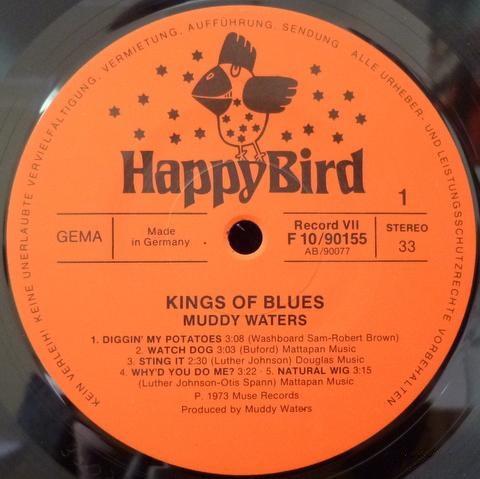 KEIN VERLEIH! KEINE UNERLAUBTE VERVIELFÄLTIGUNG, VERMIETUNG, AUFFÜHRUNG, SENDUNG
ALLE URHEBER- UND LEISTUNGSSCHUTZRECHTE VORBEHALTEN
HappyBird
1
GEMA
Made
in Germany
Record VII
F 10/90155
AB/90077
STEREO
33
KINGS OF BLUES
MUDDY WATERS
1. DIGGIN' MY POTATOES 3:08 (Washboard Sam-Robert Brown)
2. WATCH DOG 3:03 (Buford) Mattapan Music
3. STING IT 2:30 (Luther Johnson) Douglas Music
4. WHY'D YOU DO ME? 3:22 · 5. NATURAL WIG 3:15
(Luther Johnson-Otis Spann) Mattapan Music
P. 1973 Muse Records
Produced by Muddy Waters